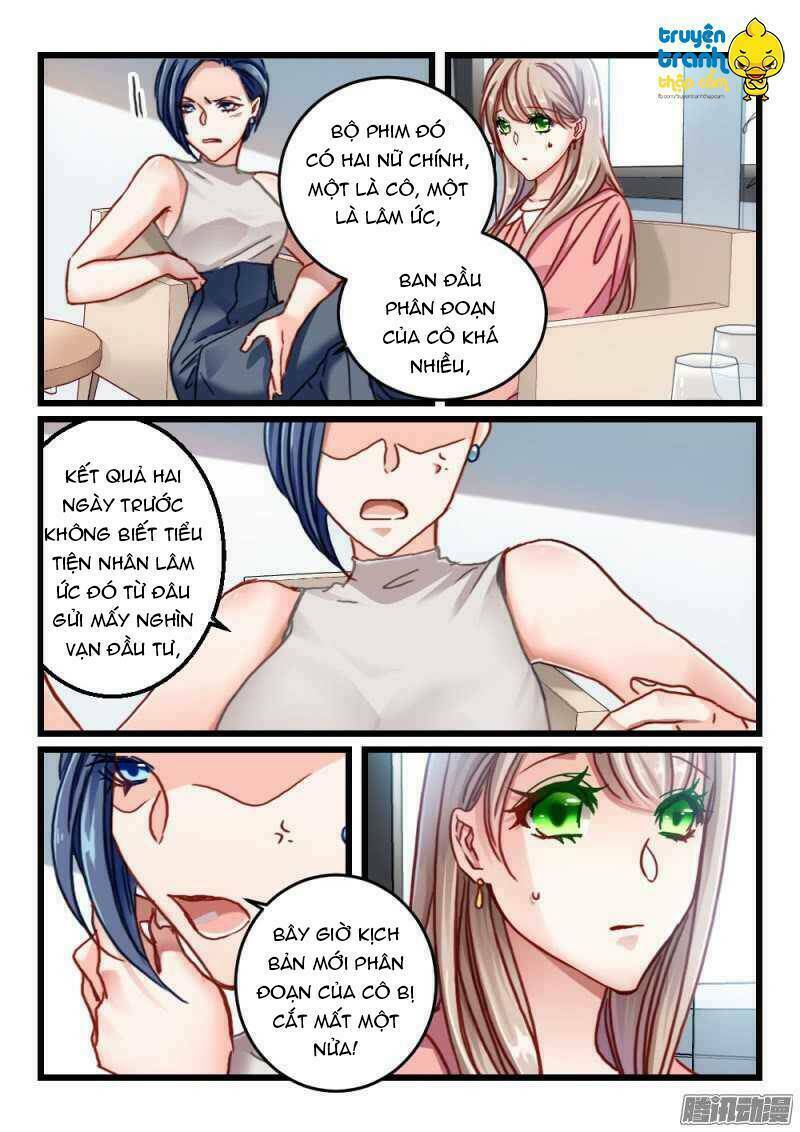 truyện
tranh
thập cẩm
fb.com/truyentranhthapcam
BỘ PHIM ĐÓ
CÓ HAI NỮ CHÍNH,
MỘT LÀ CÔ, MỘT
LÀ LÂM ỨC,
BAN ĐẦU
PHÂN ĐOẠN
CỦA CÔ KHÁ
NHIỀU,
KẾT QUẢ HAI
NGÀY TRƯỚC
KHÔNG BIẾT TIỂU
TIỆN NHÂN LÂM
ỨC ĐÓ TỪ ĐÂU
GỬI MẤY NGHÌN
VẠN ĐẦU TƯ,
BÂY GIỜ KỊCH
BẢN MỚI PHÂN
ĐOẠN CỦA CÔ BỊ
CẮT MẤT MỘT
NỬA!
腾讯动漫